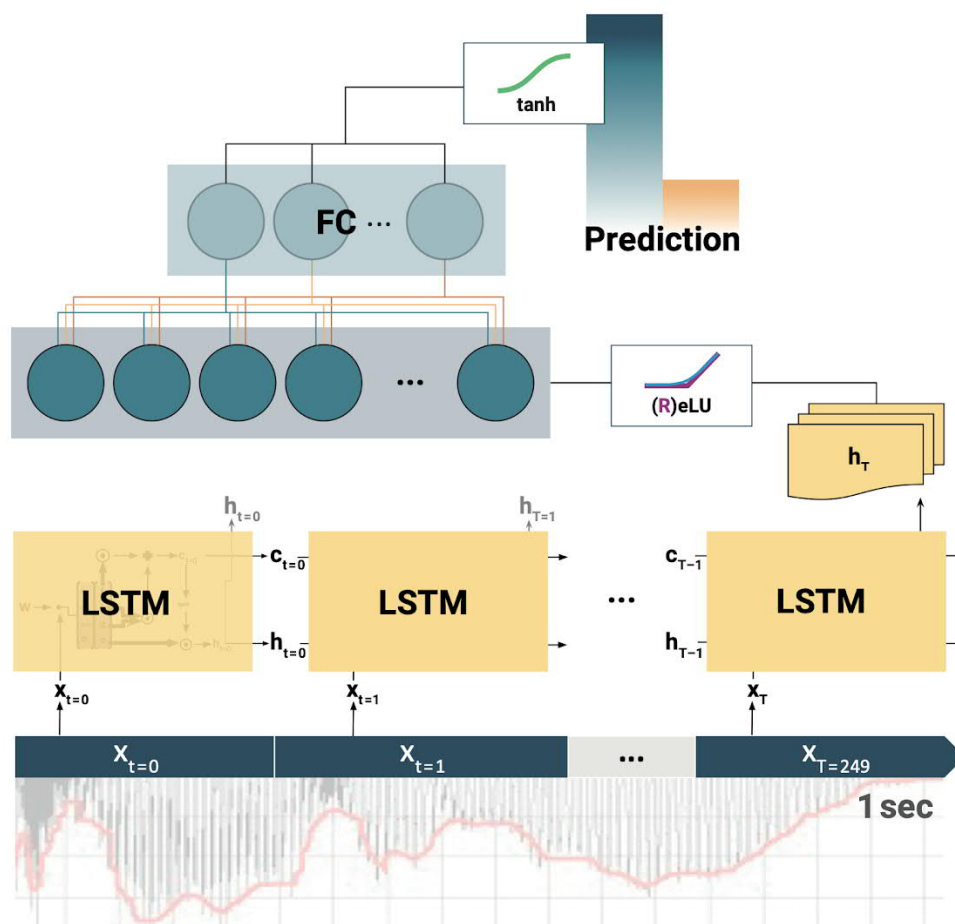 tanh
FC ...
Prediction
...
(R)eLU
h_T
h_t=0
h_T=1
c_t=0
c_T-1
LSTM
LSTM
...
LSTM
W
h_t=0
h_T-1
x_t=0
x_t=1
x_T
X_t=0
X_t=1
...
X_T=249
1 sec